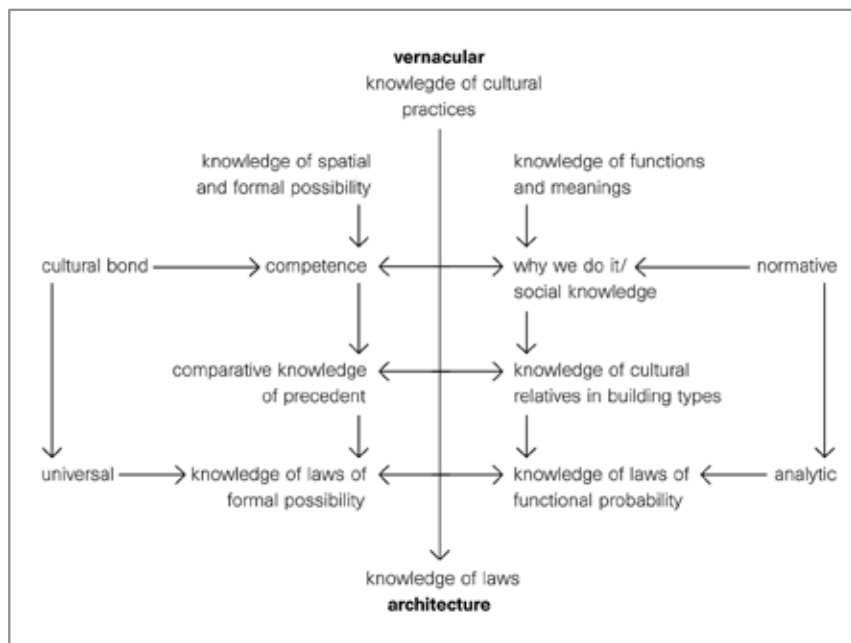 vernacular
knowlegde of cultural
practices
knowledge of spatial
and formal possibility
knowledge of functions
and meanings
cultural bond
competence
why we do it/
social knowledge
normative
comparative knowledge
of precedent
knowledge of cultural
relatives in building types
universal
knowledge of laws of
formal possibility
knowledge of laws of
functional probability
analytic
knowledge of laws
architecture